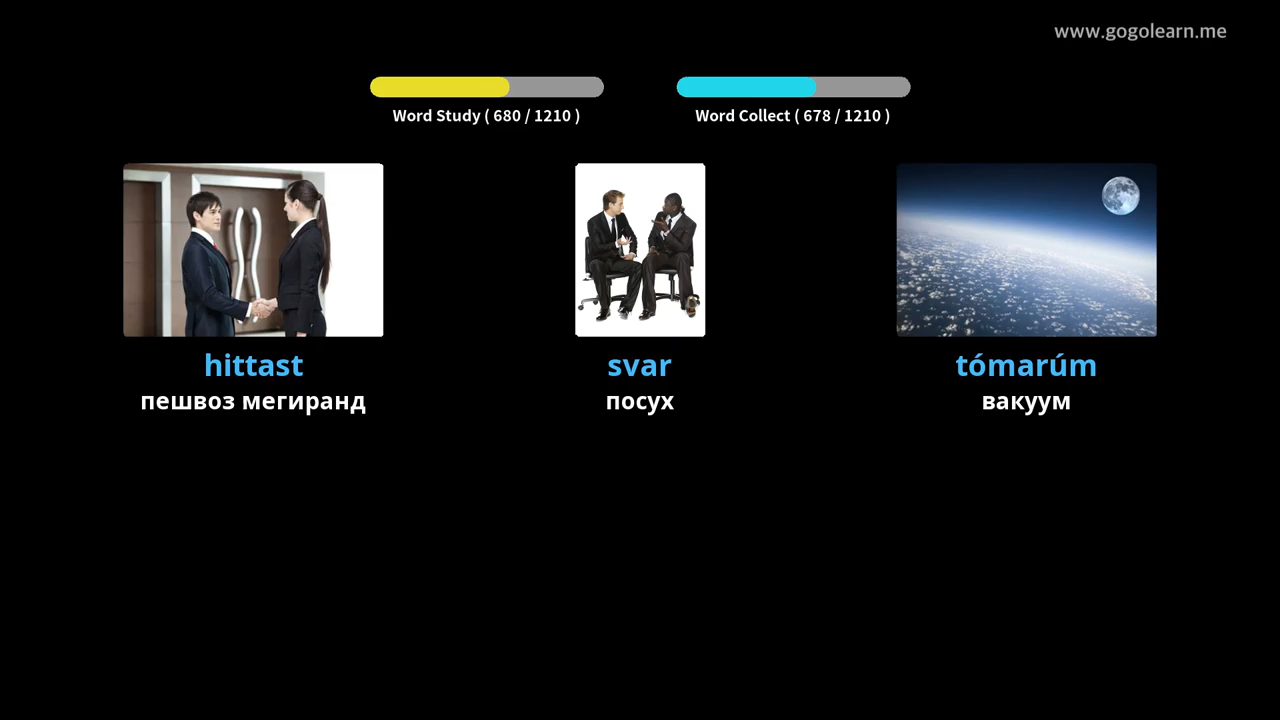 www.gogolearn.me
Word Study ( 680 / 1210 )
Word Collect ( 678 / 1210 )
hittast
пешвоз мегиранд
svar
посух
tómarúm
вакуум